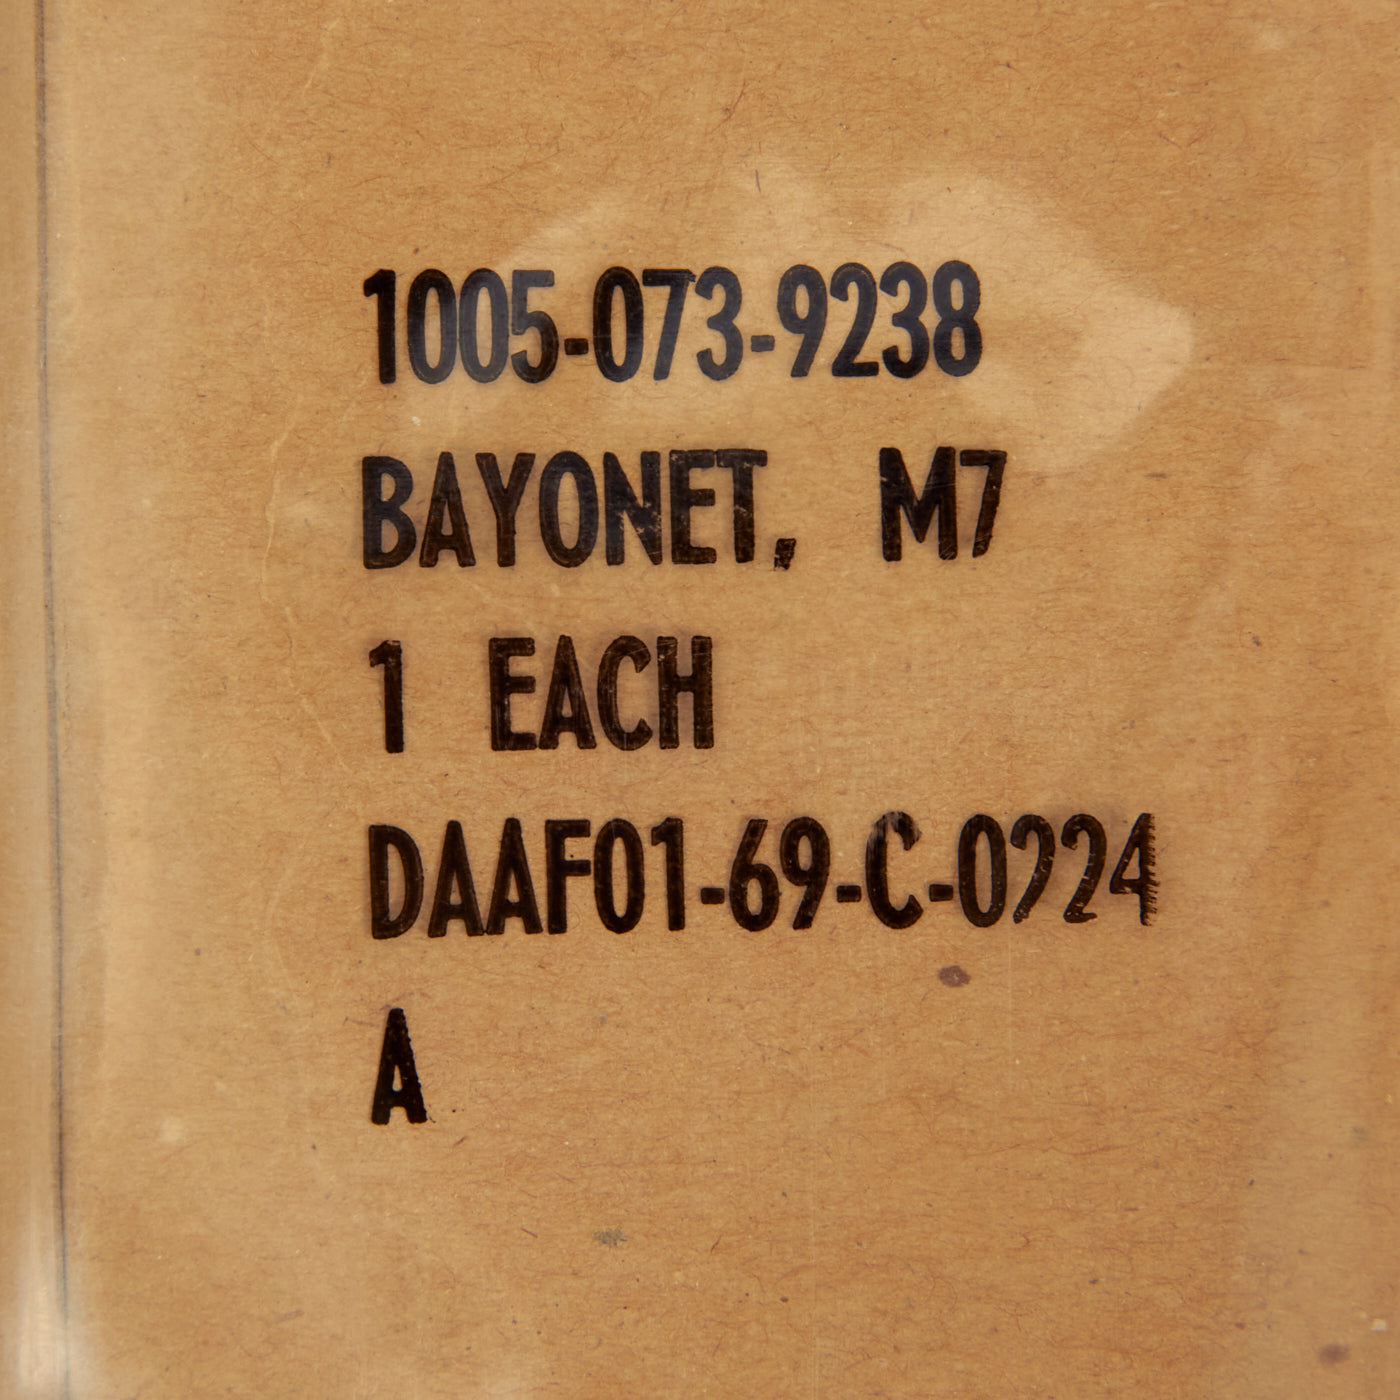 1005-073-9238
BAYONET, M7
1 EACH
DAAF01-69-C-0224
A